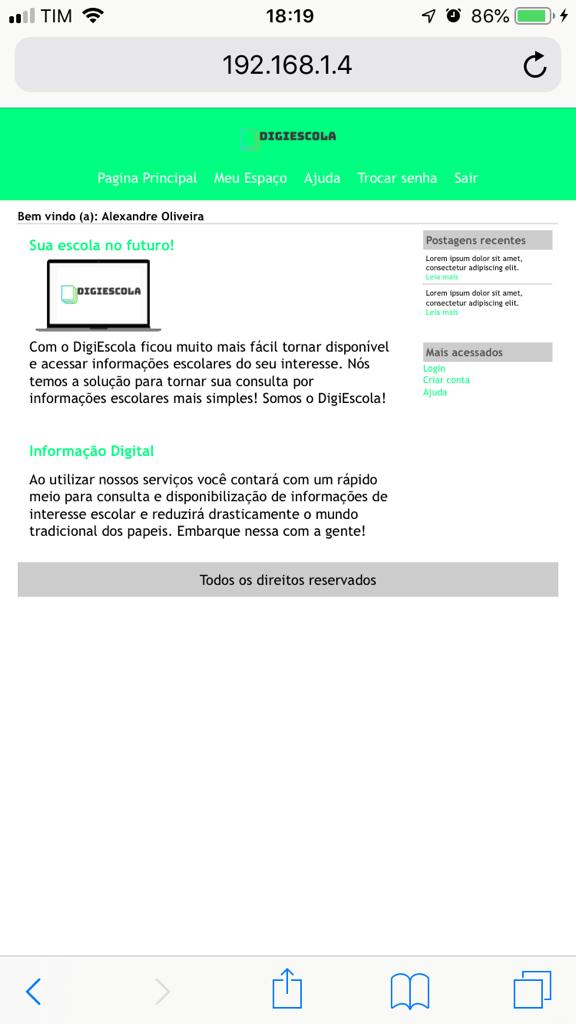 TIM 18:19 86%
192.168.1.4
DIGIESCOLA
Pagina Principal Meu Espaço Ajuda Trocar senha Sair
Bem vindo (a): Alexandre Oliveira
Sua escola no futuro!
DIGIESCOLA
Com o DigiEscola ficou muito mais fácil tornar disponível
e acessar informações escolares do seu interesse. Nós
temos a solução para tornar sua consulta por
informações escolares mais simples! Somos o DigiEscola!
Informação Digital
Ao utilizar nossos serviços você contará com um rápido
meio para consulta e disponibilização de informações de
interesse escolar e reduzirá drasticamente o mundo
tradicional dos papeis. Embarque nessa com a gente!
Postagens recentes
Lorem ipsum dolor sit amet,
consectetur adipiscing elit.
Leia mais
Lorem ipsum dolor sit amet,
consectetur adipiscing elit.
Leia mais
Mais acessados
Login
Criar conta
Ajuda
Todos os direitos reservados